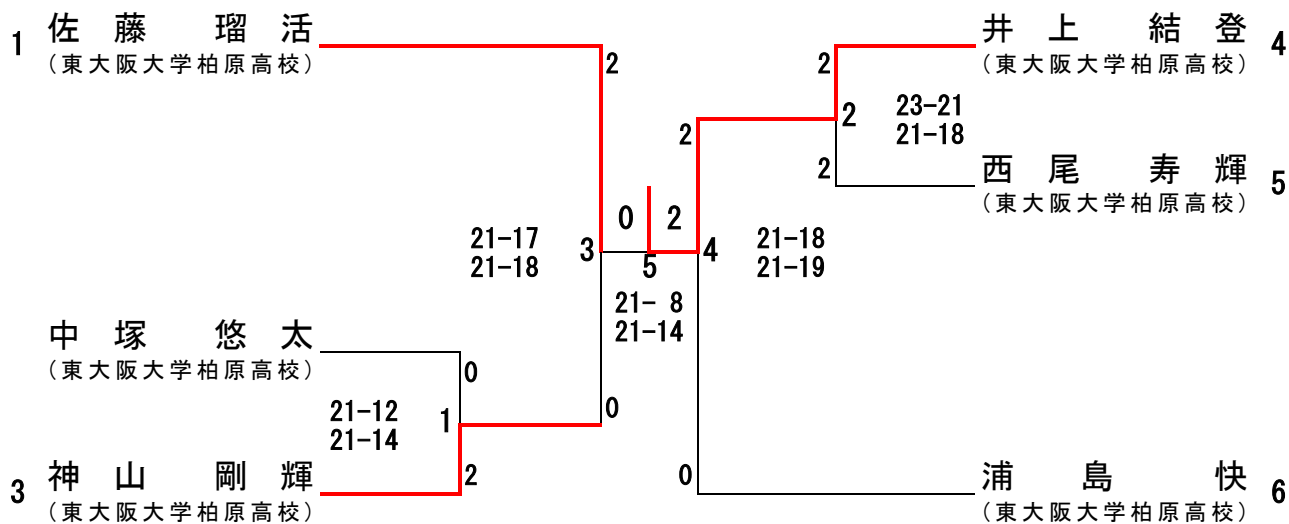 1 佐藤 瑠活
(東大阪大学柏原高校)
2
21-17
21-18
3
0
中塚 悠太
(東大阪大学柏原高校)
0
21-12
21-14
1
2
3 神山 剛輝
(東大阪大学柏原高校)
0 2
5
21- 8
21-14
井上 結登 4
(東大阪大学柏原高校)
2
23-21
21-18
2
2
西尾 寿輝 5
(東大阪大学柏原高校)
2
4
21-18
21-19
0
浦島 快 6
(東大阪大学柏原高校)